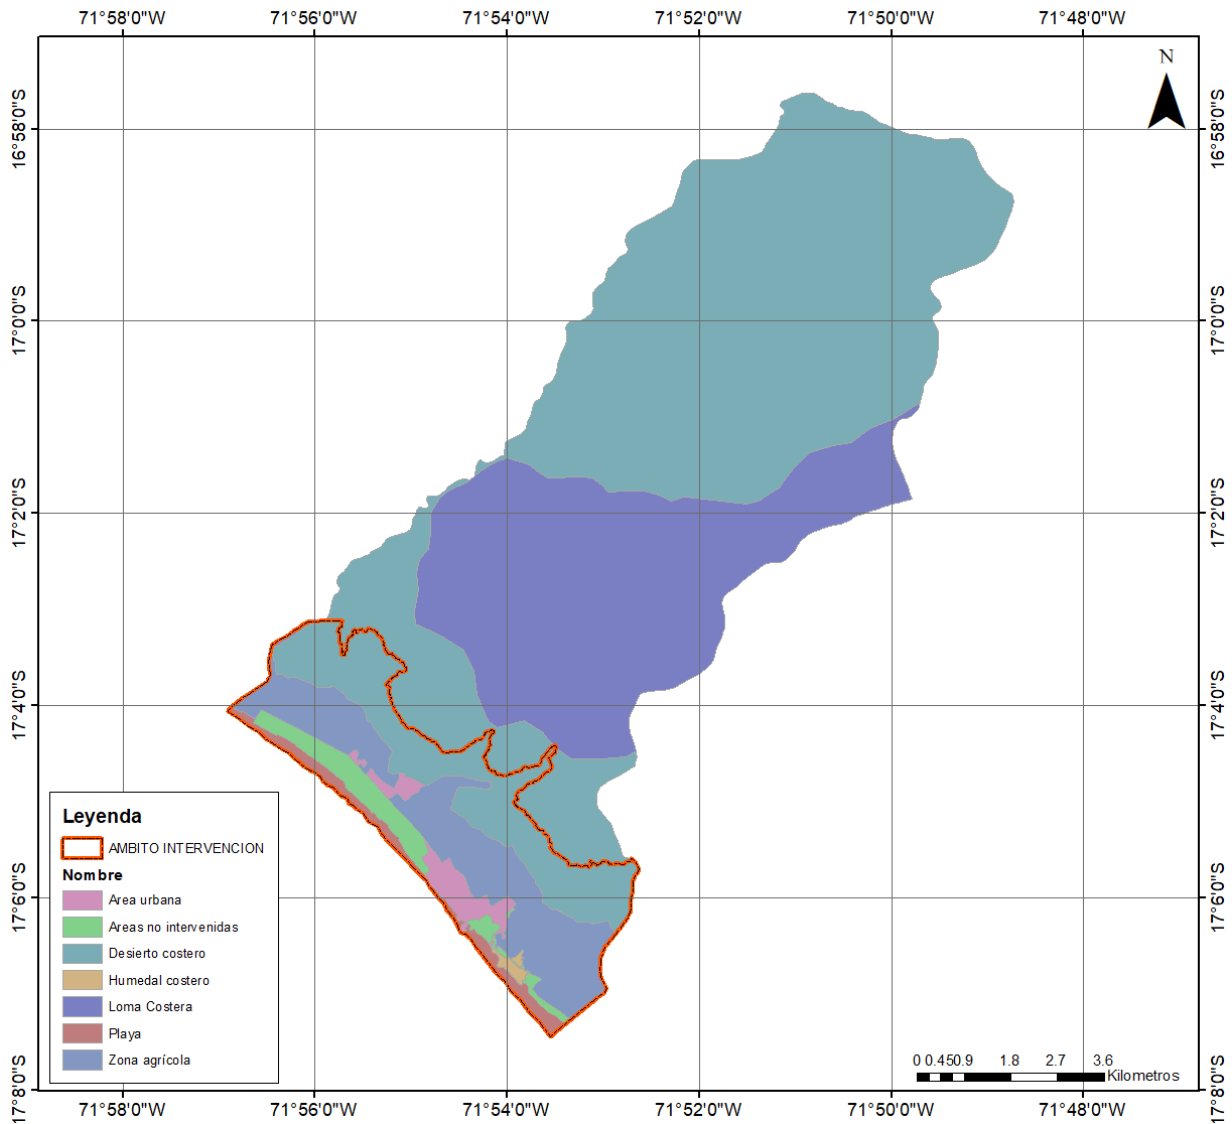 71°58'0"W 71°56'0"W 71°54'0"W 71°52'0"W 71°50'0"W 71°48'0"W
N
16°58'0"S 16°58'0"S
17°0'0"S 17°0'0"S
17°2'0"S 17°2'0"S
17°4'0"S 17°4'0"S
17°6'0"S 17°6'0"S
17°8'0"S 17°8'0"S
Leyenda
AMBITO INTERVENCION
Nombre
Area urbana
Areas no intervenidas
Desierto costero
Humedal costero
Loma Costera
Playa
Zona agrícola
0 0.450.9 1.8 2.7 3.6
Kilometros
71°58'0"W 71°56'0"W 71°54'0"W 71°52'0"W 71°50'0"W 71°48'0"W